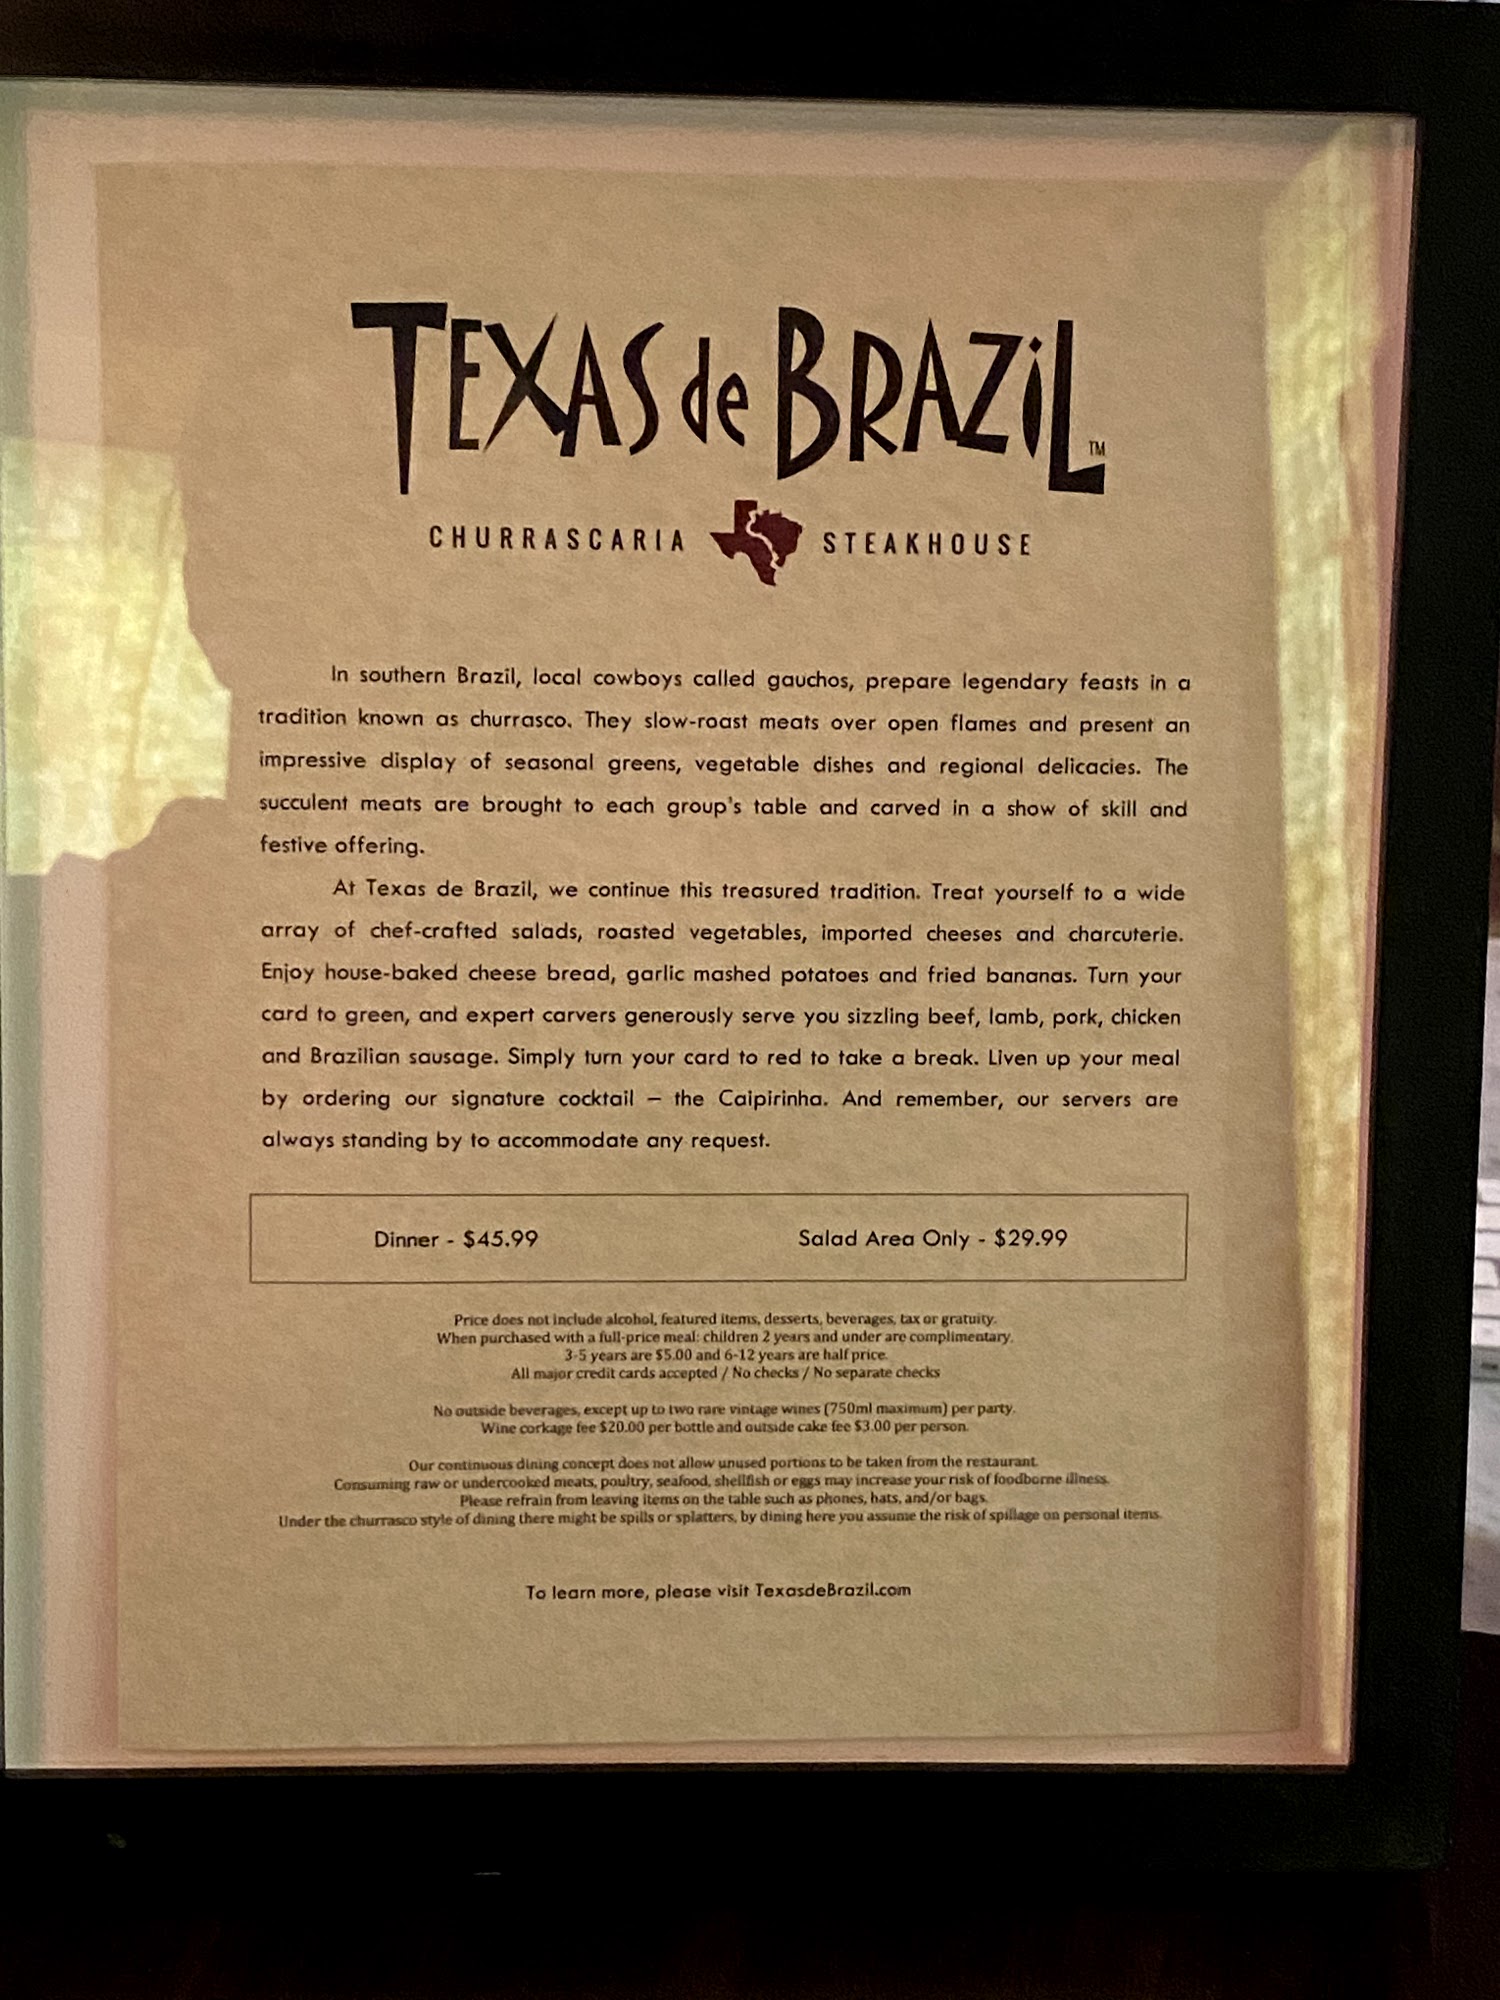 TEXAS de BRAZiL TM
CHURRASCARIA STEAKHOUSE
In southern Brazil, local cowboys called gauchos, prepare legendary feasts in a
tradition known as churrasco. They slow-roast meats over open flames and present an
impressive display of seasonal greens, vegetable dishes and regional delicacies. The
succulent meats are brought to each group's table and carved in a show of skill and
festive offering.
At Texas de Brazil, we continue this treasured tradition. Treat yourself to a wide
array of chef-crafted salads, roasted vegetables, imported cheeses and charcuterie.
Enjoy house-baked cheese bread, garlic mashed potatoes and fried bananas. Turn your
card to green, and expert carvers generously serve you sizzling beef, lamb, pork, chicken
and Brazilian sausage. Simply turn your card to red to take a break. Liven up your meal
by ordering our signature cocktail – the Caipirinha. And remember, our servers are
always standing by to accommodate any request.
Dinner - $45.99 Salad Area Only - $29.99
Price does not include alcohol, featured items, desserts, beverages, tax or gratuity.
When purchased with a full-price meal: children 2 years and under are complimentary.
3-5 years are $5.00 and 6-12 years are half price.
All major credit cards accepted / No checks / No separate checks
No outside beverages, except up to two rare vintage wines (750ml maximum) per party.
Wine corkage fee $20.00 per bottle and outside cake fee $3.00 per person.
Our continuous dining concept does not allow unused portions to be taken from the restaurant.
Consuming raw or undercooked meats, poultry, seafood, shellfish or eggs may increase your risk of foodborne illness.
Please refrain from leaving items on the table such as phones, hats, and/or bags.
Under the churrasco style of dining there might be spills or splatters, by dining here you assume the risk of spillage on personal items.
To learn more, please visit TexasdeBrazil.com